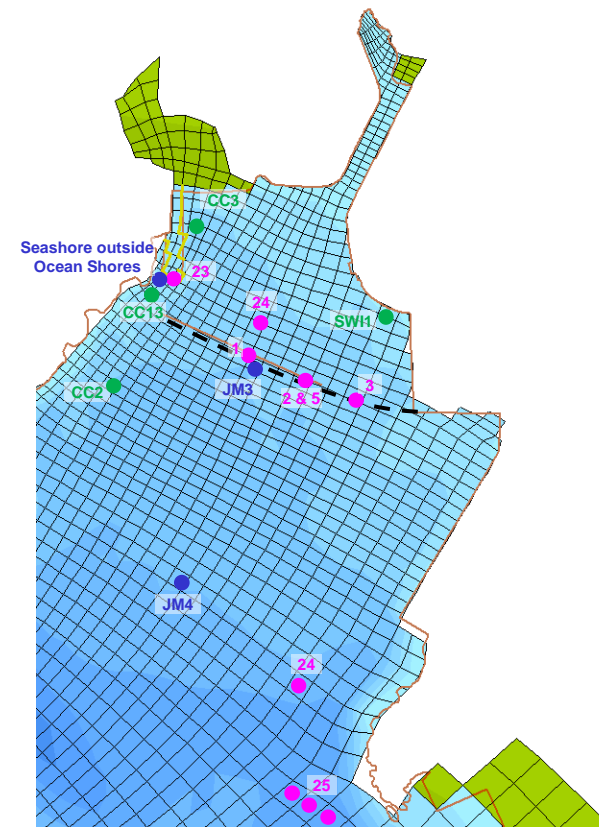 CC3
Seashore outside
Ocean Shores
23
CC13
24
SWI1
1
JM3
2 & 5
3
CC2
JM4
24
25